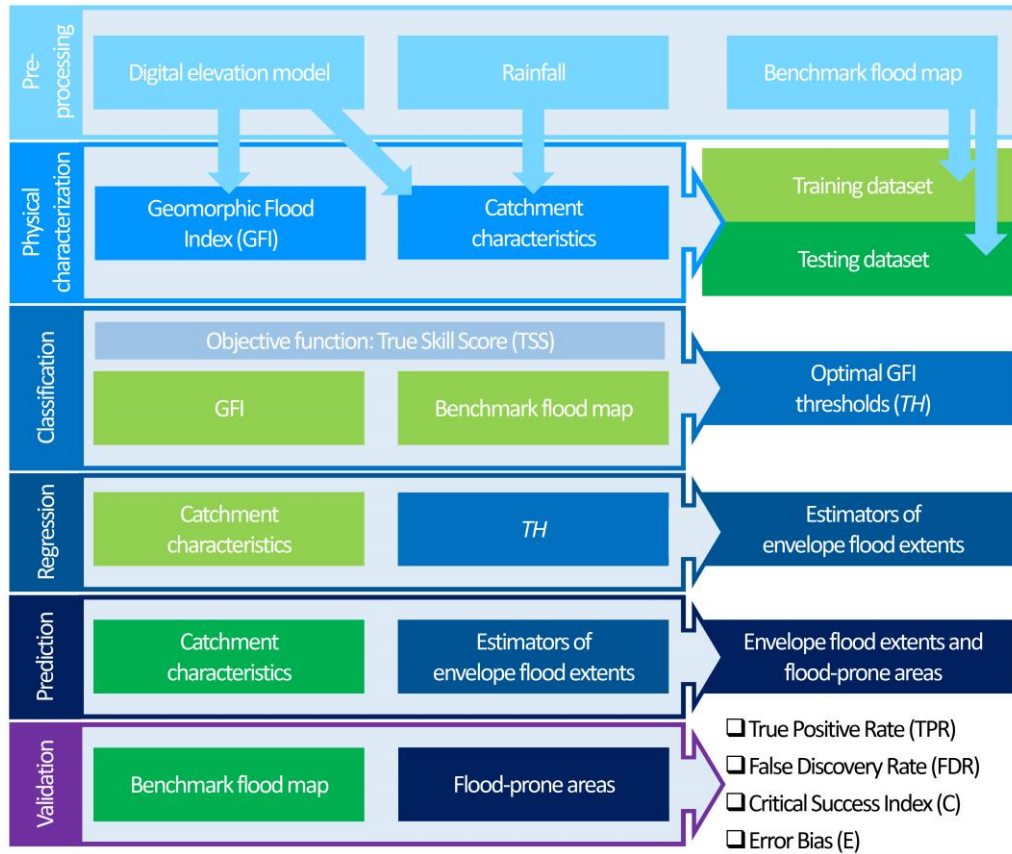 Pre-
processing
Digital elevation model
Rainfall
Benchmark flood map
Physical
characterization
Geomorphic Flood
Index (GFI)
Catchment
characteristics
Training dataset
Testing dataset
Classification
Objective function: True Skill Score (TSS)
GFI
Benchmark flood map
Optimal GFI
thresholds (TH)
Regression
Catchment
characteristics
TH
Estimators of
envelope flood extents
Prediction
Catchment
characteristics
Estimators of
envelope flood extents
Envelope flood extents and
flood-prone areas
Validation
Benchmark flood map
Flood-prone areas
❑ True Positive Rate (TPR)
❑ False Discovery Rate (FDR)
❑ Critical Success Index (C)
❑ Error Bias (E)